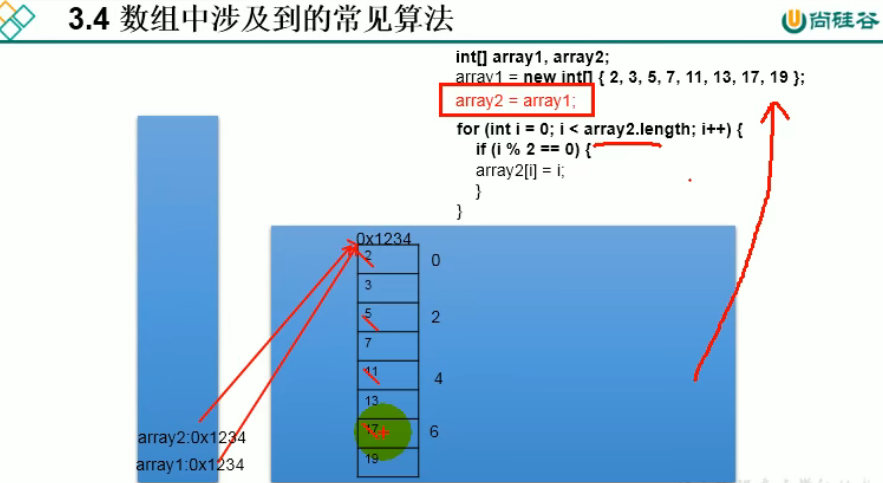 3.4 数组中涉及到的常见算法
尚硅谷
int[] array1, array2;
array1 = new int[] { 2, 3, 5, 7, 11, 13, 17, 19 };
array2 = array1;
for (int i = 0; i < array2.length; i++) {
if (i % 2 == 0) {
array2[i] = i;
}
}
0x1234
2 0
3
5 2
7
11 4
13
17 6
19
array2:0x1234
array1:0x1234